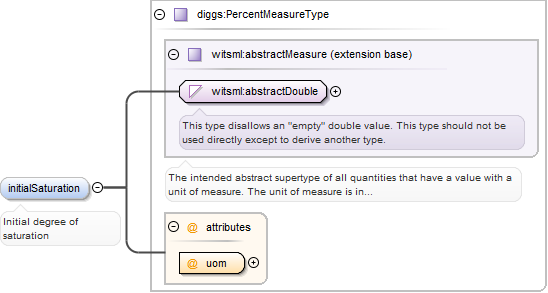 diggs:PercentMeasureType
witsml:abstractMeasure (extension base)
witsml:abstractDouble
This type disallows an "empty" double value. This type should not be
used directly except to derive another type.
The intended abstract supertype of all quantities that have a value with a
unit of measure. The unit of measure is in...
initialSaturation
Initial degree of
saturation
@ attributes
@ uom